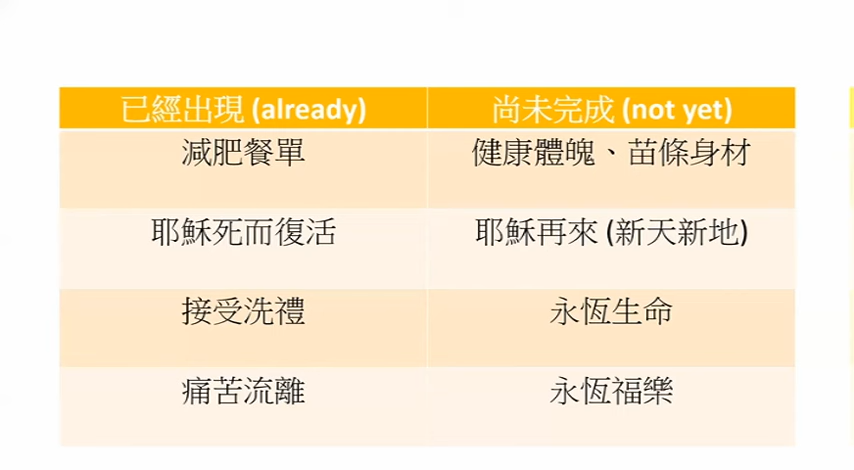 已經出現 (already) 尚未完成 (not yet)
減肥餐單 健康體魄、苗條身材
耶穌死而復活 耶穌再來 (新天新地)
接受洗禮 永恆生命
痛苦流離 永恆福樂